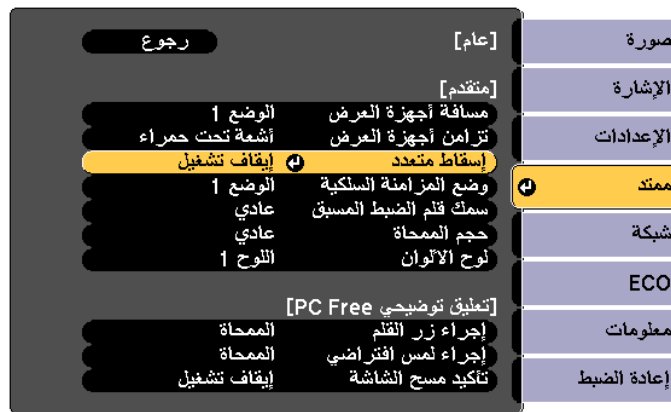 صورة
الإشارة
الإعدادات
ممتد
شبكة
ECO
معلومات
إعادة الضبط
[عام] رجوع
[متقدم]
مسافة أجهزة العرض الوضع 1
تزامن أجهزة العرض أشعة تحت حمراء
إسقاط متعدد إيقاف تشغيل
وضع المزامنة السلكية الوضع 1
سمك قلم الضبط المسبق عادي
حجم الممحاة عادي
لوح الألوان اللوح 1
[تعليق توضيحي PC Free]
إجراء زر القلم الممحاة
إجراء لمس افتراضي الممحاة
تأكيد مسح الشاشة إيقاف تشغيل